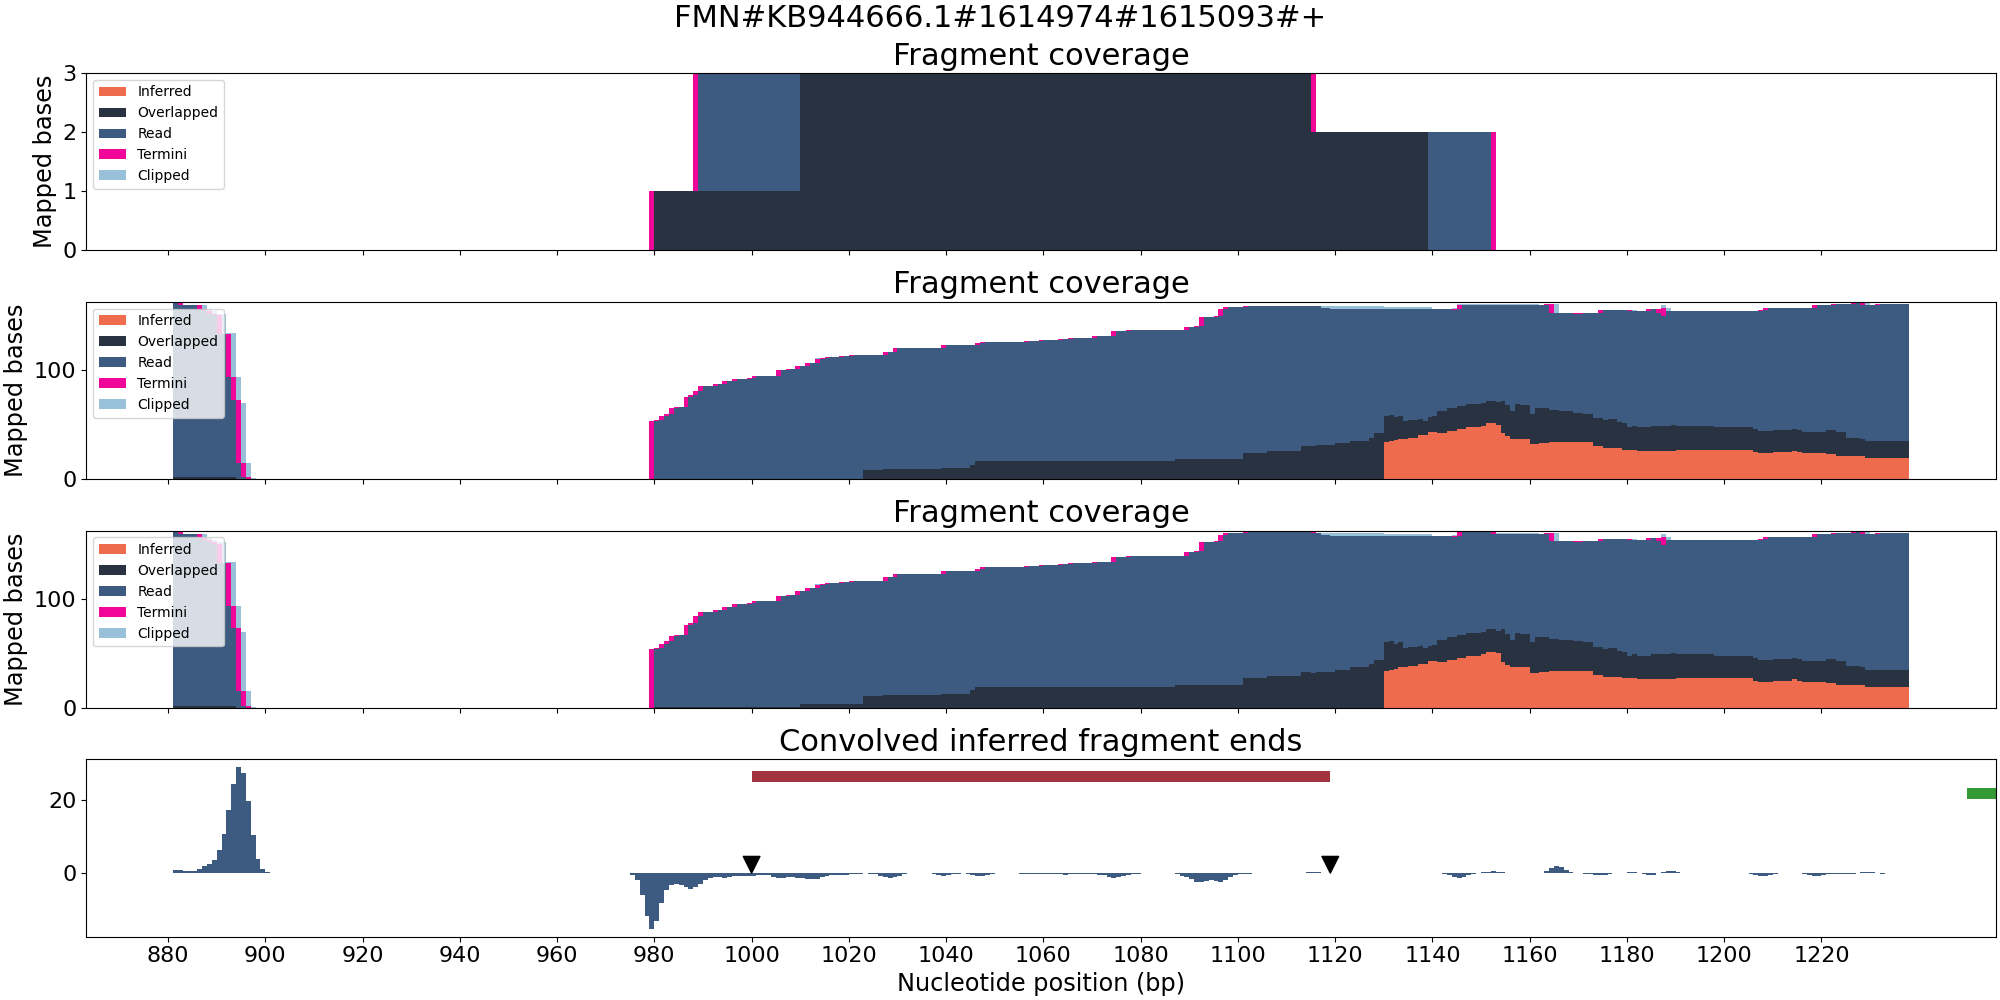 FMN#KB944666.1#1614974#1615093#+
Fragment coverage
Mapped bases
3
2
1
0
Inferred
Overlapped
Read
Termini
Clipped
Fragment coverage
Mapped bases
100
0
Inferred
Overlapped
Read
Termini
Clipped
Fragment coverage
Mapped bases
100
0
Inferred
Overlapped
Read
Termini
Clipped
Convolved inferred fragment ends
20
0
880 900 920 940 960 980 1000 1020 1040 1060 1080 1100 1120 1140 1160 1180 1200 1220
Nucleotide position (bp)